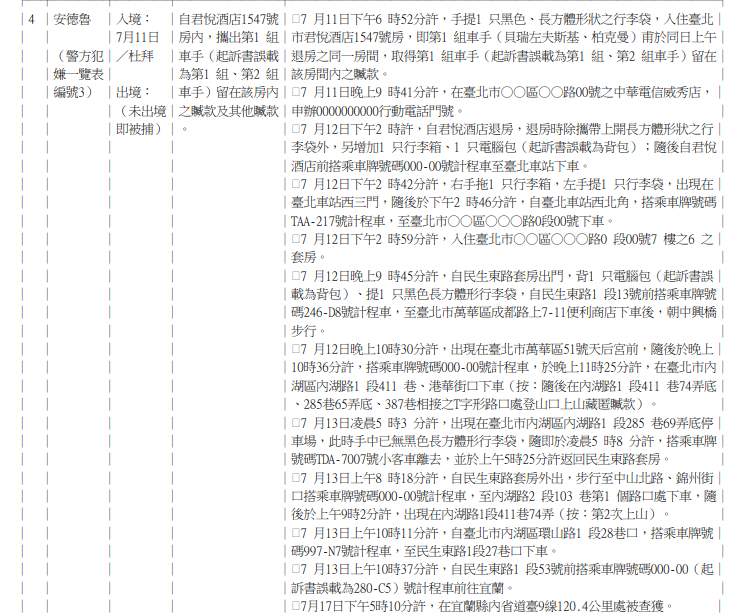 4 安德魯 入境： 自君悅酒店1547號 □7 月11日下午6 時52分許，手提1 只黑色、長方體形狀之行李袋，入住臺北
7月11日 房內，攜出第1 組 市君悅酒店1547號房，即第1 組車手（貝瑞左夫斯基、柏克曼）甫於同日上午
（警方犯 ／杜拜 車手（起訴書誤載 退房之同一房間，取得第1 組車手（起訴書誤載為第1 組、第2 組車手）留在
嫌一覽表 為第1 組、第2 組 該房間內之贓款。
編號3） 出境： 車手）留在該房內 □7 月11日晚上9 時41分許，在臺北市○○區○○路00號之中華電信威秀店，
（未出境 之贓款及其他贓款 申辦0000000000行動電話門號。
即被捕） 。 □7 月12日下午2 時許，自君悅酒店退房，退房時除攜帶上開長方體形狀之行
李袋外，另增加1 只行李箱、1 只電腦包（起訴書誤載為背包）；隨後自君悅
酒店前搭乘車牌號碼000-00號計程車至臺北車站下車。
□7 月12日下午2 時42分許，右手拖1 只行李箱，左手提1 只行李袋，出現在
臺北車站西三門，隨後於下午2 時46分許，自臺北車站西北角，搭乘車牌號碼
TAA-217號計程車，至臺北市○○區○○○路0段00號下車。
□7 月12日下午2 時59分許，入住臺北市○○區○○○路0 段00號7 樓之6 之
套房。
□7 月12日晚上9 時45分許，自民生東路套房出門，背1 只電腦包（起訴書誤
載為背包）、提1 只黑色長方體形行李袋，自民生東路1 段13號前搭乘車牌號
碼246-D8號計程車，至臺北市萬華區成都路上7-11便利商店下車後，朝中興橋
步行。
□7 月12日晚上10時30分許，出現在臺北市萬華區51號天后宮前，隨後於晚上
10時36分許，搭乘車牌號碼000-00號計程車，於晚上11時25分許，在臺北市內
湖區內湖路1 段411 巷、港華街口下車（按：隨後在內湖路1 段411 巷74弄底
、285巷65弄底、387巷相接之T字形路口處登山口上山藏匿贓款）。
□7 月13日凌晨5 時3 分許，出現在臺北市內湖區內湖路1 段285 巷69弄底停
車場，此時手中已無黑色長方體形行李袋，隨即於凌晨5 時8 分許，搭乘車牌
號碼TDA-7007號小客車離去，並於上午5時25分許返回民生東路套房。
□7 月13日上午8 時18分許，自民生東路套房外出，步行至中山北路、錦州街
口搭乘車牌號碼000-00號計程車，至內湖路2 段103 巷第1 個路口處下車，隨
後於上午9時2分許，出現在內湖路1段411巷74弄（按：第2次上山）。
□7 月13日上午10時11分許，自臺北市內湖區環山路1 段28巷口，搭乘車牌號
碼997-N7號計程車，至民生東路1段27巷口下車。
□7 月13日上午10時37分許，自民生東路1 段53號前搭乘車牌號碼000-00（起
訴書誤載為280-C5）號計程車前往宜蘭。
□7月17日下午5時10分許，在宜蘭縣內省道臺9線120.4公里處被查獲。